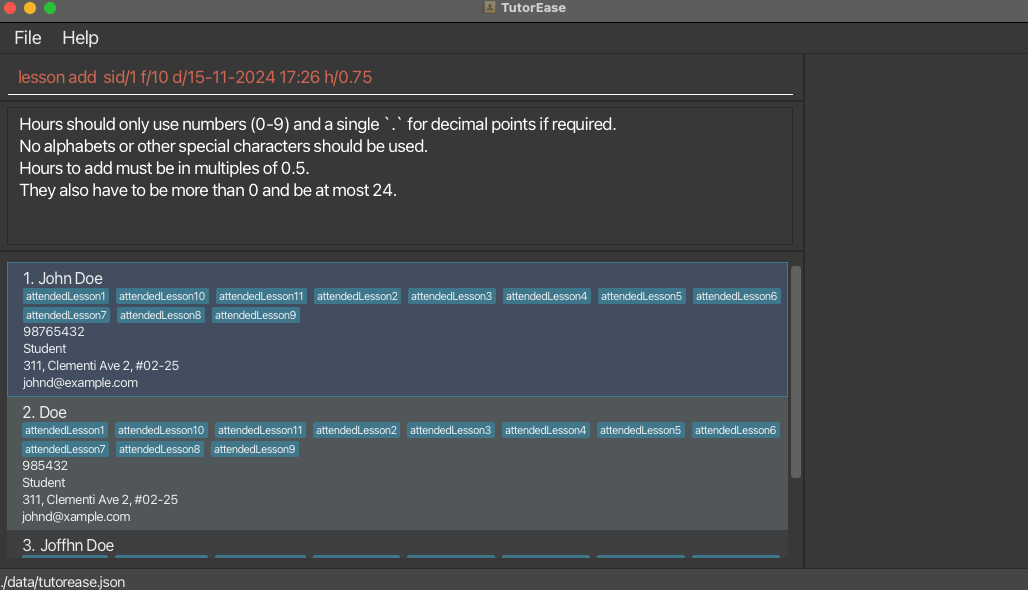 TutorEase
File Help
lesson add  sid/1 f/10 d/15-11-2024 17:26 h/0.75
Hours should only use numbers (0-9) and a single `.` for decimal points if required.
No alphabets or other special characters should be used.
Hours to add must be in multiples of 0.5.
They also have to be more than 0 and be at most 24.
1. John Doe
attendedLesson1 attendedLesson10 attendedLesson11 attendedLesson2 attendedLesson3 attendedLesson4 attendedLesson5 attendedLesson6
attendedLesson7 attendedLesson8 attendedLesson9
98765432
Student
311, Clementi Ave 2, #02-25
johnd@example.com
2. Doe
attendedLesson1 attendedLesson10 attendedLesson11 attendedLesson2 attendedLesson3 attendedLesson4 attendedLesson5 attendedLesson6
attendedLesson7 attendedLesson8 attendedLesson9
985432
Student
311, Clementi Ave 2, #02-25
johnd@xample.com
3. Joffhn Doe
./data/tutorease.json